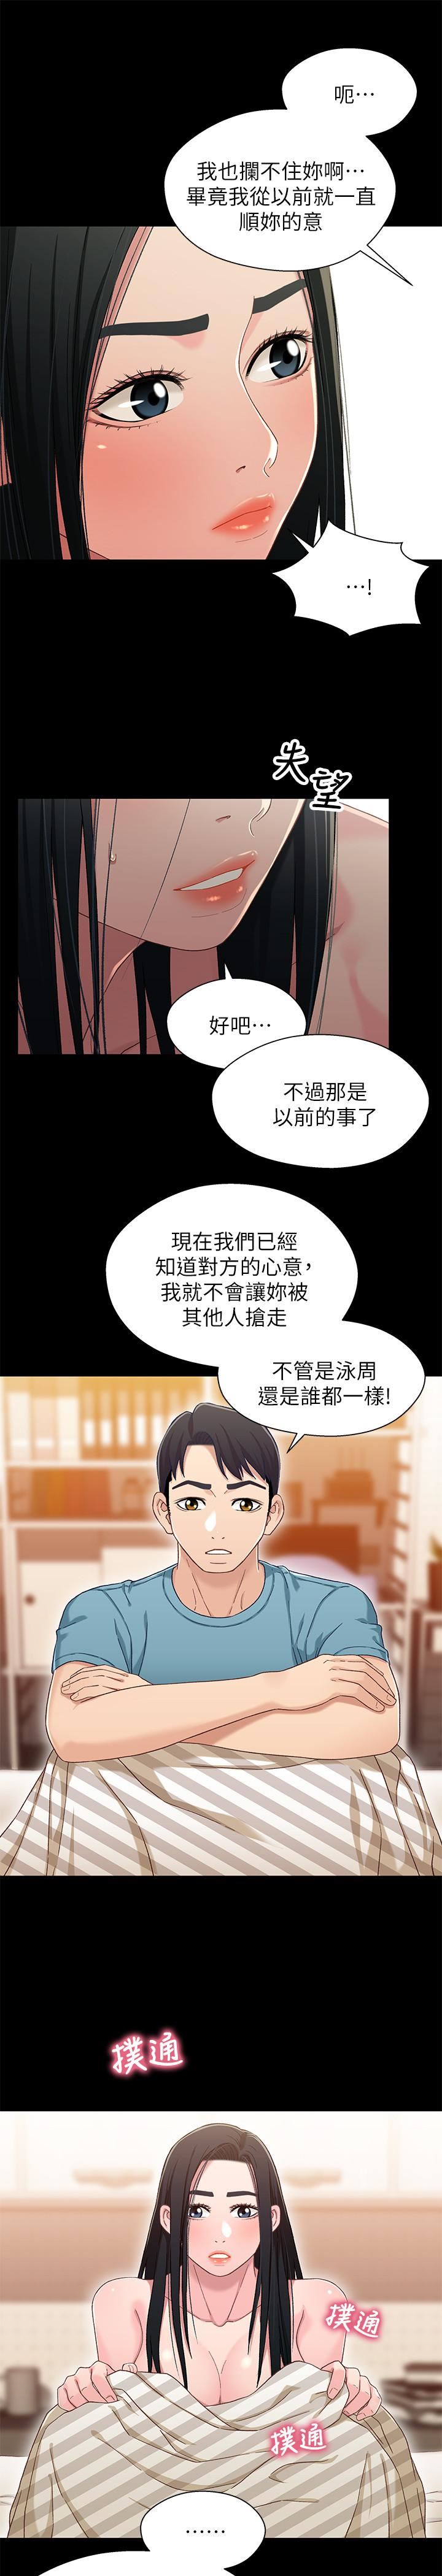 呃…
我也攔不住妳啊…
畢竟我從以前就一直
順妳的意
…!
失望
好吧…
不過那是
以前的事了
現在我們已經
知道對方的心意,
我就不會讓妳被
其他人搶走
不管是泳周
還是誰都一樣!
撲通
撲通
撲通
……